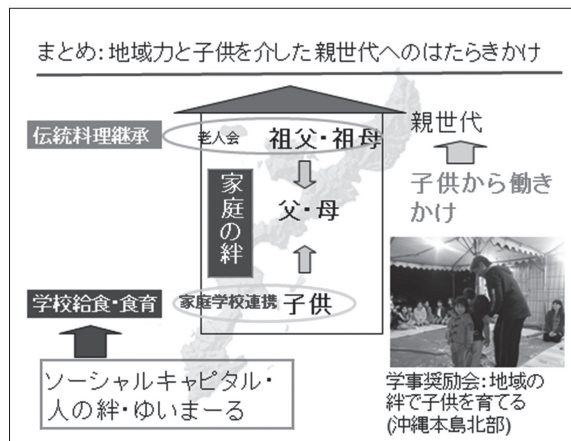 まとめ：地域力と子供を介した親世代へのはたらきかけ
伝統料理継承
老人会 祖父・祖母
親世代
家庭の絆
父・母
子供から働き
かけ
学校給食・食育
家庭学校連携 子供
ソーシャルキャピタル・
人の絆・ゆいまーる
学事奨励会：地域の
絆で子供を育てる
(沖縄本島北部)